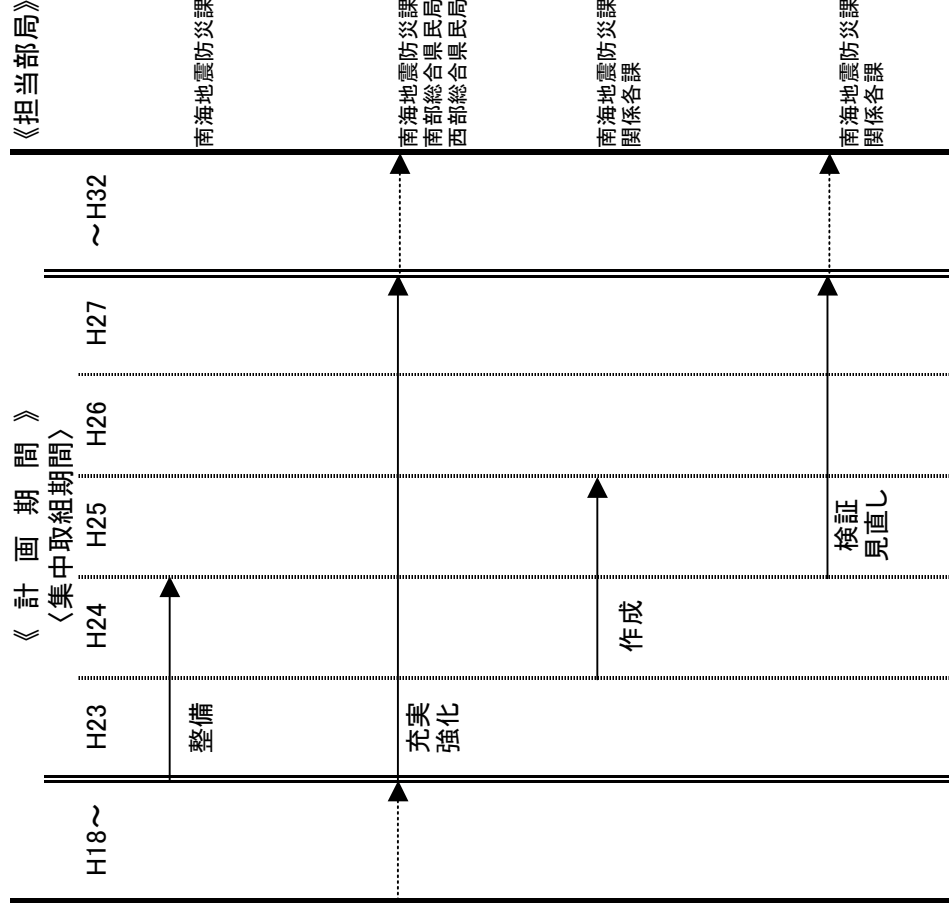 《 計 画 期 間 》
〈集中取組期間〉
《担当部局》
H18～
H23
H24
H25
H26
H27
～H32
整備
南海地震防災課
充実
強化
南海地震防災課
南部総合県民局
西部総合県民局
作成
南海地震防災課
関係各課
検証
見直し
南海地震防災課
関係各課